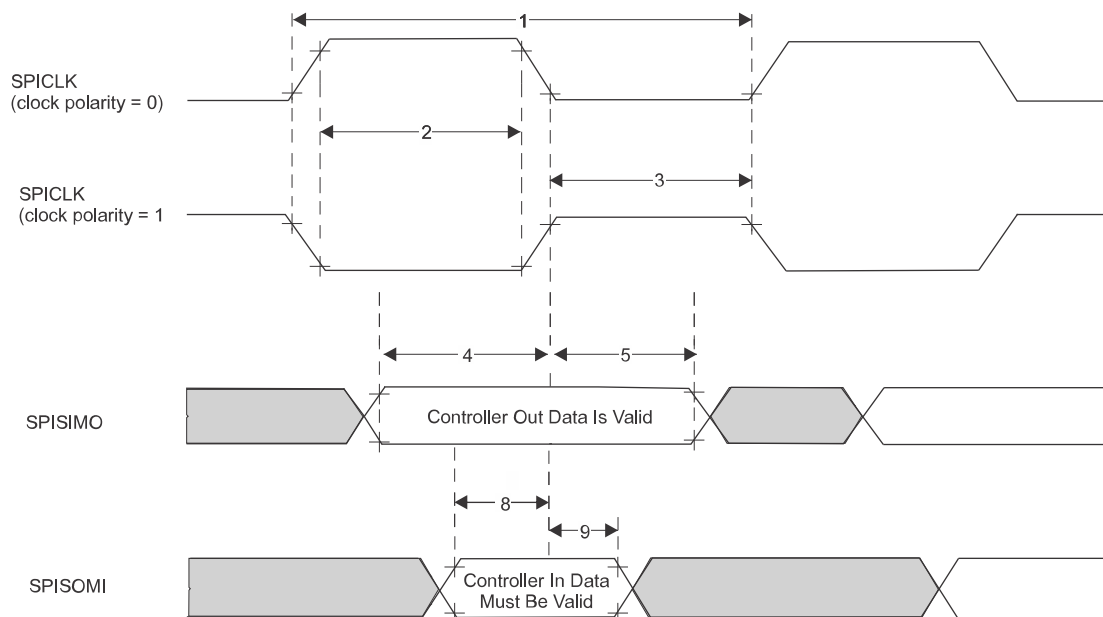 1
SPICLK
(clock polarity = 0)
2
3
SPICLK
(clock polarity = 1
4
5
SPISIMO
Controller Out Data Is Valid
8
9
SPISOMI
Controller In Data
Must Be Valid